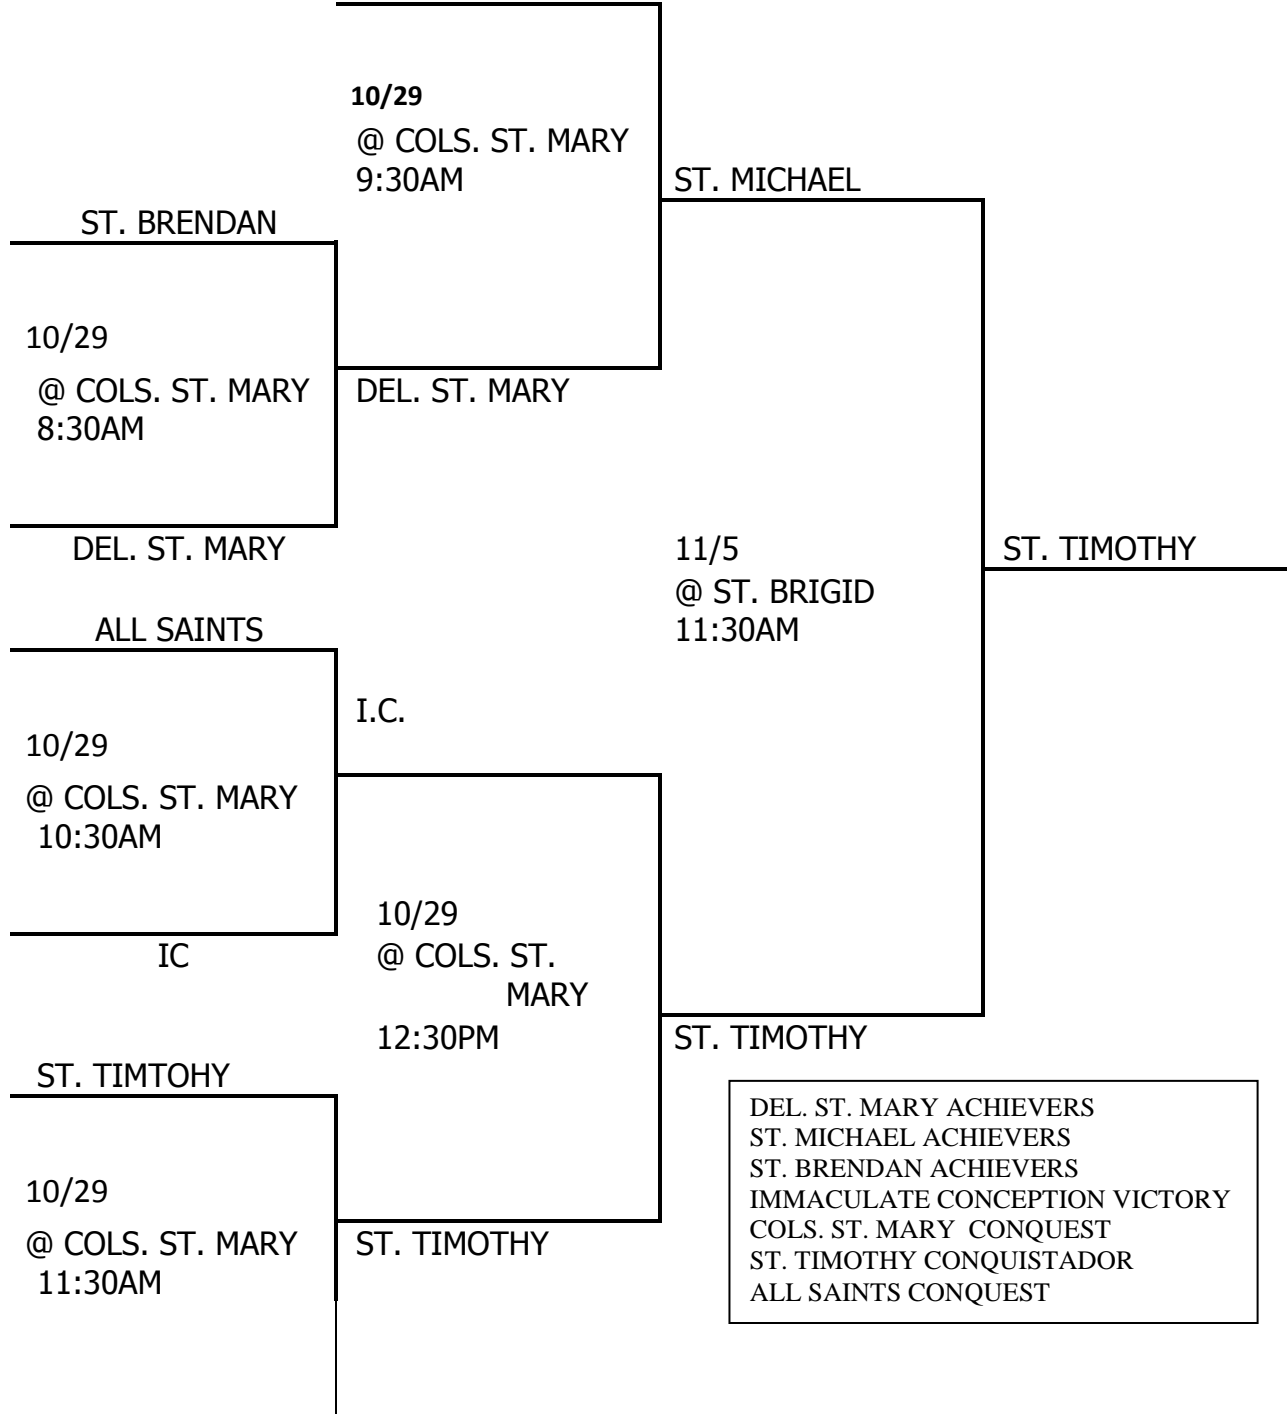 10/29
@ COLS. ST. MARY
9:30AM
ST. MICHAEL
ST. BRENDAN
10/29
@ COLS. ST. MARY
8:30AM
DEL. ST. MARY
DEL. ST. MARY
11/5
@ ST. BRIGID
11:30AM
ST. TIMOTHY
ALL SAINTS
I.C.
10/29
@ COLS. ST. MARY
10:30AM
IC
10/29
@ COLS. ST.
MARY
12:30PM
ST. TIMOTHY
ST. TIMTOHY
10/29
@ COLS. ST. MARY
11:30AM
ST. TIMOTHY
DEL. ST. MARY ACHIEVERS
ST. MICHAEL ACHIEVERS
ST. BRENDAN ACHIEVERS
IMMACULATE CONCEPTION VICTORY
COLS. ST. MARY  CONQUEST
ST. TIMOTHY CONQUISTADOR
ALL SAINTS CONQUEST